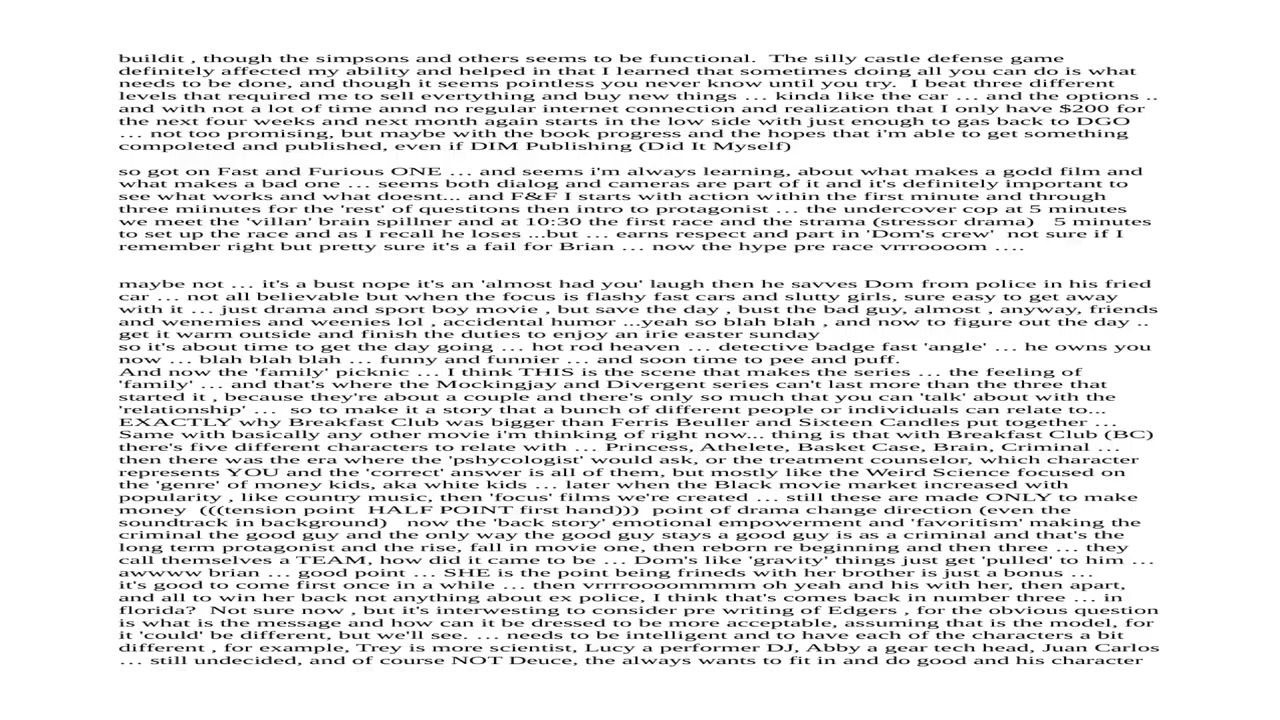 buildit , though the simpsons and others seems to be functional.  The silly castle defense game
definitely affected my ability and helped in that I learned that sometimes doing all you can do is what
needs to be done, and though it seems pointless you never know until you try.  I beat three different
levels that required me to sell evertything and buy new things ... kinda like the car ... and the options ..
and with not a lot of time annd no regular internet connection and realization that I only have $200 for
the next four weeks and next month again starts in the low side with just enough to gas back to DGO
... not too promising, but maybe with the book progress and the hopes that i'm able to get something
compoleted and published, even if DIM Publishing (Did It Myself)
so got on Fast and Furious ONE ... and seems i'm always learning, about what makes a godd film and
what makes a bad one ... seems both dialog and cameras are part of it and it's definitely important to
see what works and what doesnt... and F&F I starts with action within the first minute and through
three miinutes for the 'rest' of questitons then intro to protagonist ... the undercover cop at 5 minutes
we meet the 'villan' brain spillner and at 10:30 the first race and the strama (stressor drama)   5 minutes
to set up the race and as I recall he loses ...but ... earns respect and part in 'Dom's crew'  not sure if I
remember right but pretty sure it's a fail for Brian ... now the hype pre race vrrroooom ....
maybe not ... it's a bust nope it's an 'almost had you' laugh then he savves Dom from police in his fried
car ... not all believable but when the focus is flashy fast cars and slutty girls, sure easy to get away
with it ... just drama and sport boy movie , but save the day , bust the bad guy, almost , anyway, friends
and wenemies and weenies lol , accidental humor ...yeah so blah blah , and now to figure out the day ..
get it warm outside and finish the duties to enjoy an irie easter sunday
so it's about time to get the day going ... hot rod heaven ... detective badge fast 'angle' ... he owns you
now ... blah blah blah ... funny and funnier ... and soon time to pee and puff.
And now the 'family' picknic ... I think THIS is the scene that makes the series ... the feeling of
'family' ... and that's where the Mockingjay and Divergent series can't last more than the three that
started it , because they're about a couple and there's only so much that you can 'talk' about with the
'relationship' ...  so to make it a story that a bunch of different people or individuals can relate to...
EXACTLY why Breakfast Club was bigger than Ferris Beuller and Sixteen Candles put together ...
Same with basically any other movie i'm thinking of right now... thing is that with Breakfast Club (BC)
there's five different characters to relate with ... Princess, Athelete, Basket Case, Brain, Criminal ...
then there was the era where the 'pshycologist' would ask, or the treatment counselor, which character
represents YOU and the 'correct' answer is all of them, but mostly like the Weird Science focused on
the 'genre' of money kids, aka white kids ... later when the Black movie market increased with
popularity , like country music, then 'focus' films we're created ... still these are made ONLY to make
money  (((tension point  HALF POINT first hand)))  point of drama change direction (even the
soundtrack in background)   now the 'back story' emotional empowerment and 'favoritism' making the
criminal the good guy and the only way the good guy stays a good guy is as a criminal and that's the
long term protagonist and the rise, fall in movie one, then reborn re beginning and then three ... they
call themselves a TEAM, how did it came to be ... Dom's like 'gravity' things just get 'pulled' to him ...
awwww brian ... good point ... SHE is the point being frineds with her brother is just a bonus ...
it's good to come first once in a while ... then vrrrroooommmm oh yeah and his with her, then apart,
and all to win her back not anything about ex police, I think that's comes back in number three ... in
florida?  Not sure now , but it's interwesting to consider pre writing of Edgers , for the obvious question
is what is the message and how can it be dressed to be more acceptable, assuming that is the model, for
it 'could' be different, but we'll see. ... needs to be intelligent and to have each of the characters a bit
different , for example, Trey is more scientist, Lucy a performer DJ, Abby a gear tech head, Juan Carlos
... still undecided, and of course NOT Deuce, the always wants to fit in and do good and his character